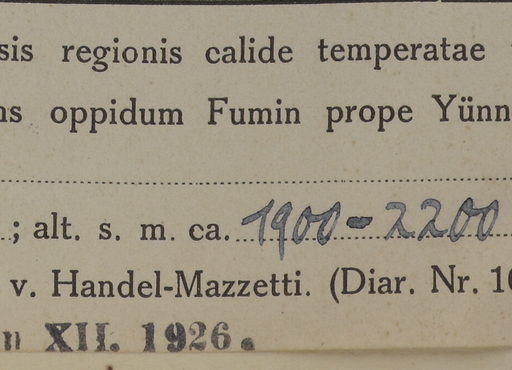 sis regionis calide temperatae
ns oppidum Fumin prope Yünn
; alt. s. m. ca. 1900-2200
v. Handel-Mazzetti. (Diar. Nr. 16
n XII. 1926.